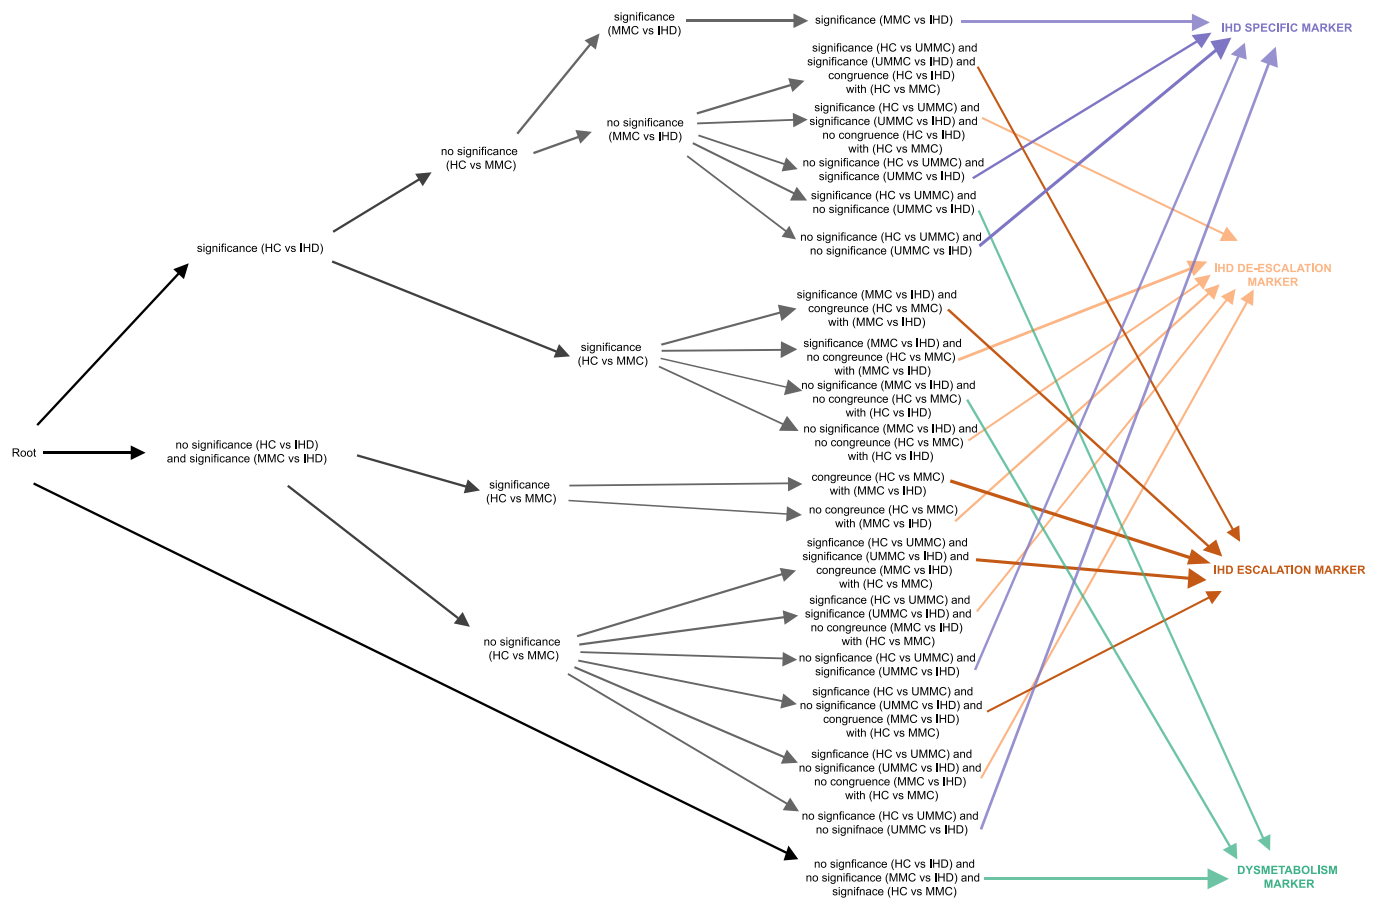 significance
(MMC vs IHD)
significance (MMC vs IHD)
IHD SPECIFIC MARKER
significance (HC vs UMMC) and
significance (UMMC vs IHD) and
congruence (HC vs IHD)
with (HC vs MMC)
no significance
(MMC vs IHD)
significance (HC vs UMMC) and
significance (UMMC vs IHD) and
no congruence (HC vs IHD)
with (HC vs MMC)
no significance
(HC vs MMC)
no significance (HC vs UMMC) and
significance (UMMC vs IHD)
significance (HC vs UMMC) and
no significance (UMMC vs IHD)
no significance (HC vs UMMC) and
no significance (UMMC vs IHD)
significance (HC vs IHD)
IHD DE-ESCALATION
MARKER
significance (MMC vs IHD) and
congreunce (HC vs MMC)
with (MMC vs IHD)
significance
(HC vs MMC)
significance (MMC vs IHD) and
no congreunce (HC vs MMC)
with (MMC vs IHD)
no significance (MMC vs IHD) and
no congreunce (HC vs MMC)
with (HC vs IHD)
no significance (MMC vs IHD) and
no congreunce (HC vs MMC)
with (HC vs IHD)
Root
no significance (HC vs IHD)
and significance (MMC vs IHD)
significance
(HC vs MMC)
congreunce (HC vs MMC)
with (MMC vs IHD)
no congreunce (HC vs MMC)
with (MMC vs IHD)
signficance (HC vs UMMC) and
significance (UMMC vs IHD) and
congreunce (MMC vs IHD)
with (HC vs MMC)
IHD ESCALATION MARKER
signficance (HC vs UMMC) and
significance (UMMC vs IHD) and
no congreunce (MMC vs IHD)
with (HC vs MMC)
no significance
(HC vs MMC)
no signficance (HC vs UMMC) and
significance (UMMC vs IHD)
signficance (HC vs UMMC) and
no significance (UMMC vs IHD) and
congruence (MMC vs IHD)
with (HC vs MMC)
signficance (HC vs UMMC) and
no significance (UMMC vs IHD) and
no congruence (MMC vs IHD)
with (HC vs MMC)
no signficance (HC vs UMMC) and
no signifnace (UMMC vs IHD)
no signficance (HC vs IHD) and
no significance (MMC vs IHD) and
signifnace (HC vs MMC)
DYSMETABOLISM
MARKER